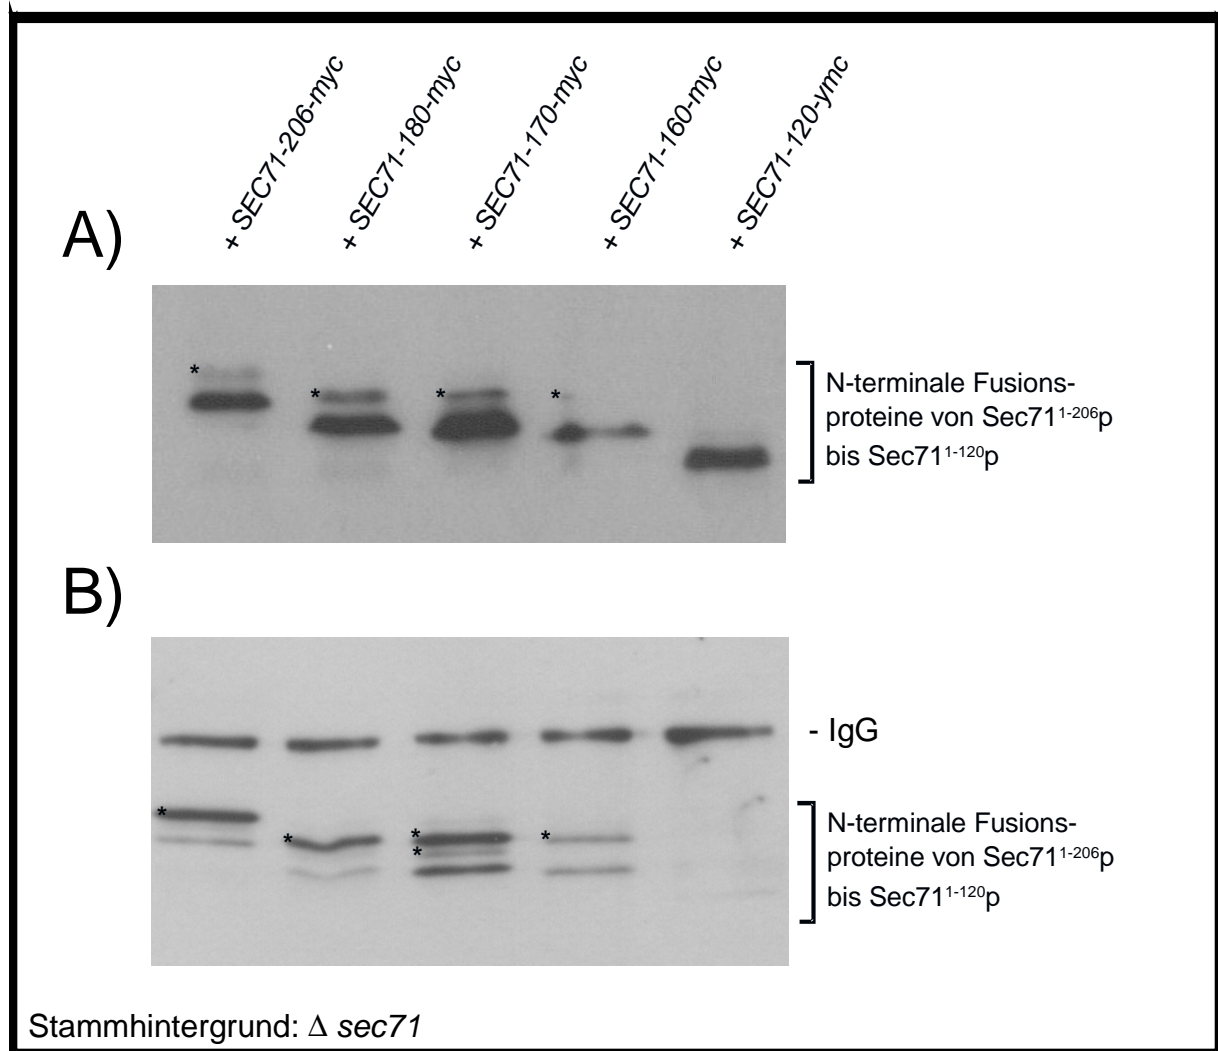 + SEC71-206-myc
+ SEC71-180-myc
+ SEC71-170-myc
+ SEC71-160-myc
+ SEC71-120-ymc
A)
*
*
*
*
N-terminale Fusions-
proteine von Sec71¹⁻²⁰⁶p
bis Sec71¹⁻¹²⁰p
B)
- IgG
*
*
*
*
*
N-terminale Fusions-
proteine von Sec71¹⁻²⁰⁶p
bis Sec71¹⁻¹²⁰p
Stammhintergrund: Δ sec71